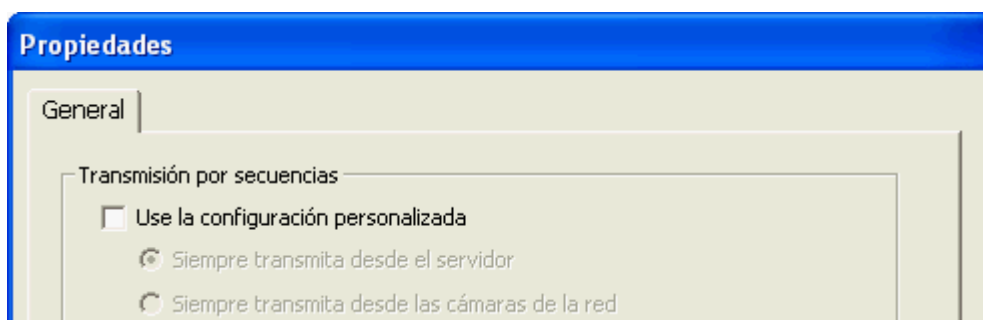 Propiedades
General
Transmisión por secuencias
Use la configuración personalizada
Siempre transmita desde el servidor
Siempre transmita desde las cámaras de la red